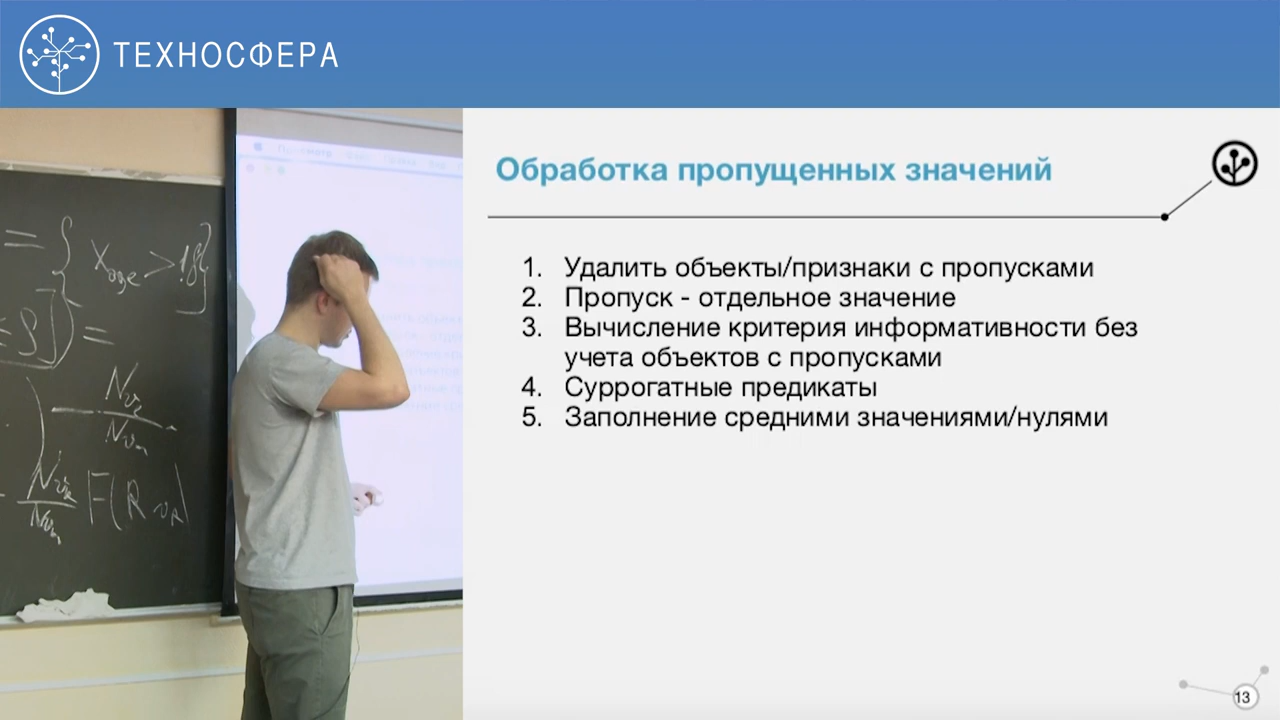 ТЕХНОСФЕРА
Обработка пропущенных значений
1. Удалить объекты/признаки с пропусками
2. Пропуск - отдельное значение
3. Вычисление критерия информативности без
учета объектов с пропусками
4. Суррогатные предикаты
5. Заполнение средними значениями/нулями
13